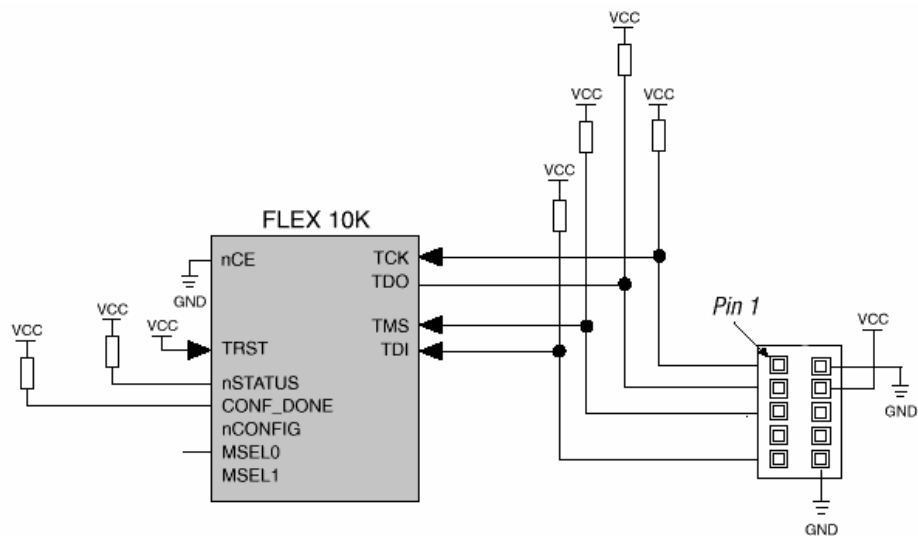 VCC
VCC
VCC
VCC
FLEX 10K
nCE
TCK
TDO
GND
Pin 1
VCC
VCC
VCC
TMS
VCC
TRST
TDI
nSTATUS
CONF_DONE
GND
nCONFIG
MSEL0
MSEL1
GND